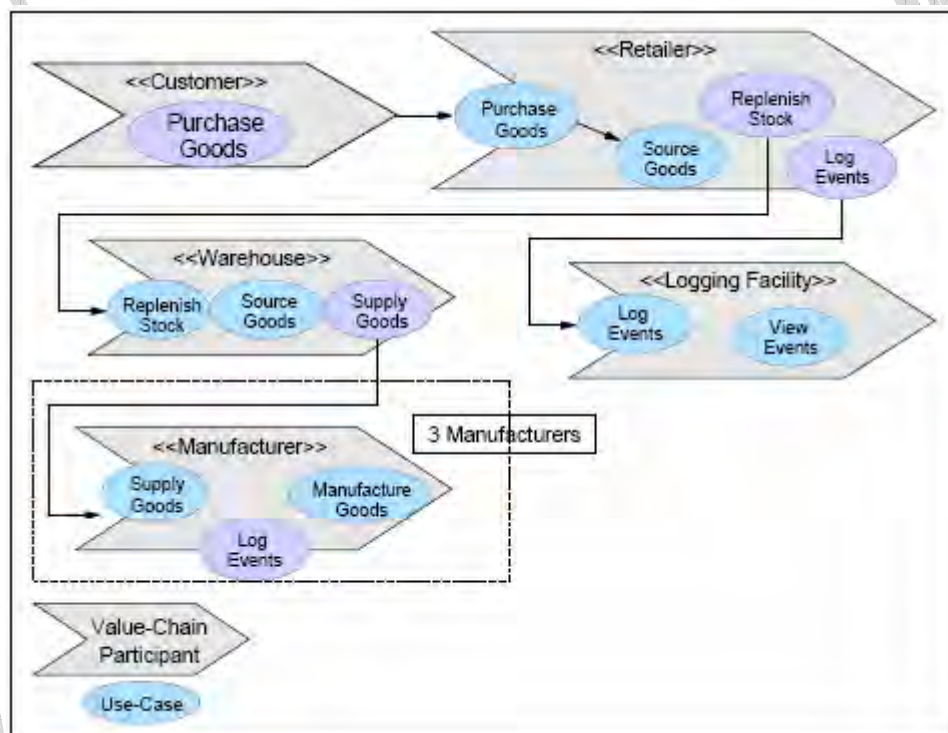 <<Customer>>
Purchase
Goods
<<Retailer>>
Purchase
Goods
Source
Goods
Replenish
Stock
Log
Events
<<Warehouse>>
Replenish
Stock
Source
Goods
Supply
Goods
<<Logging Facility>>
Log
Events
View
Events
3 Manufacturers
<<Manufacturer>>
Supply
Goods
Manufacture
Goods
Log
Events
Value-Chain
Participant
Use-Case